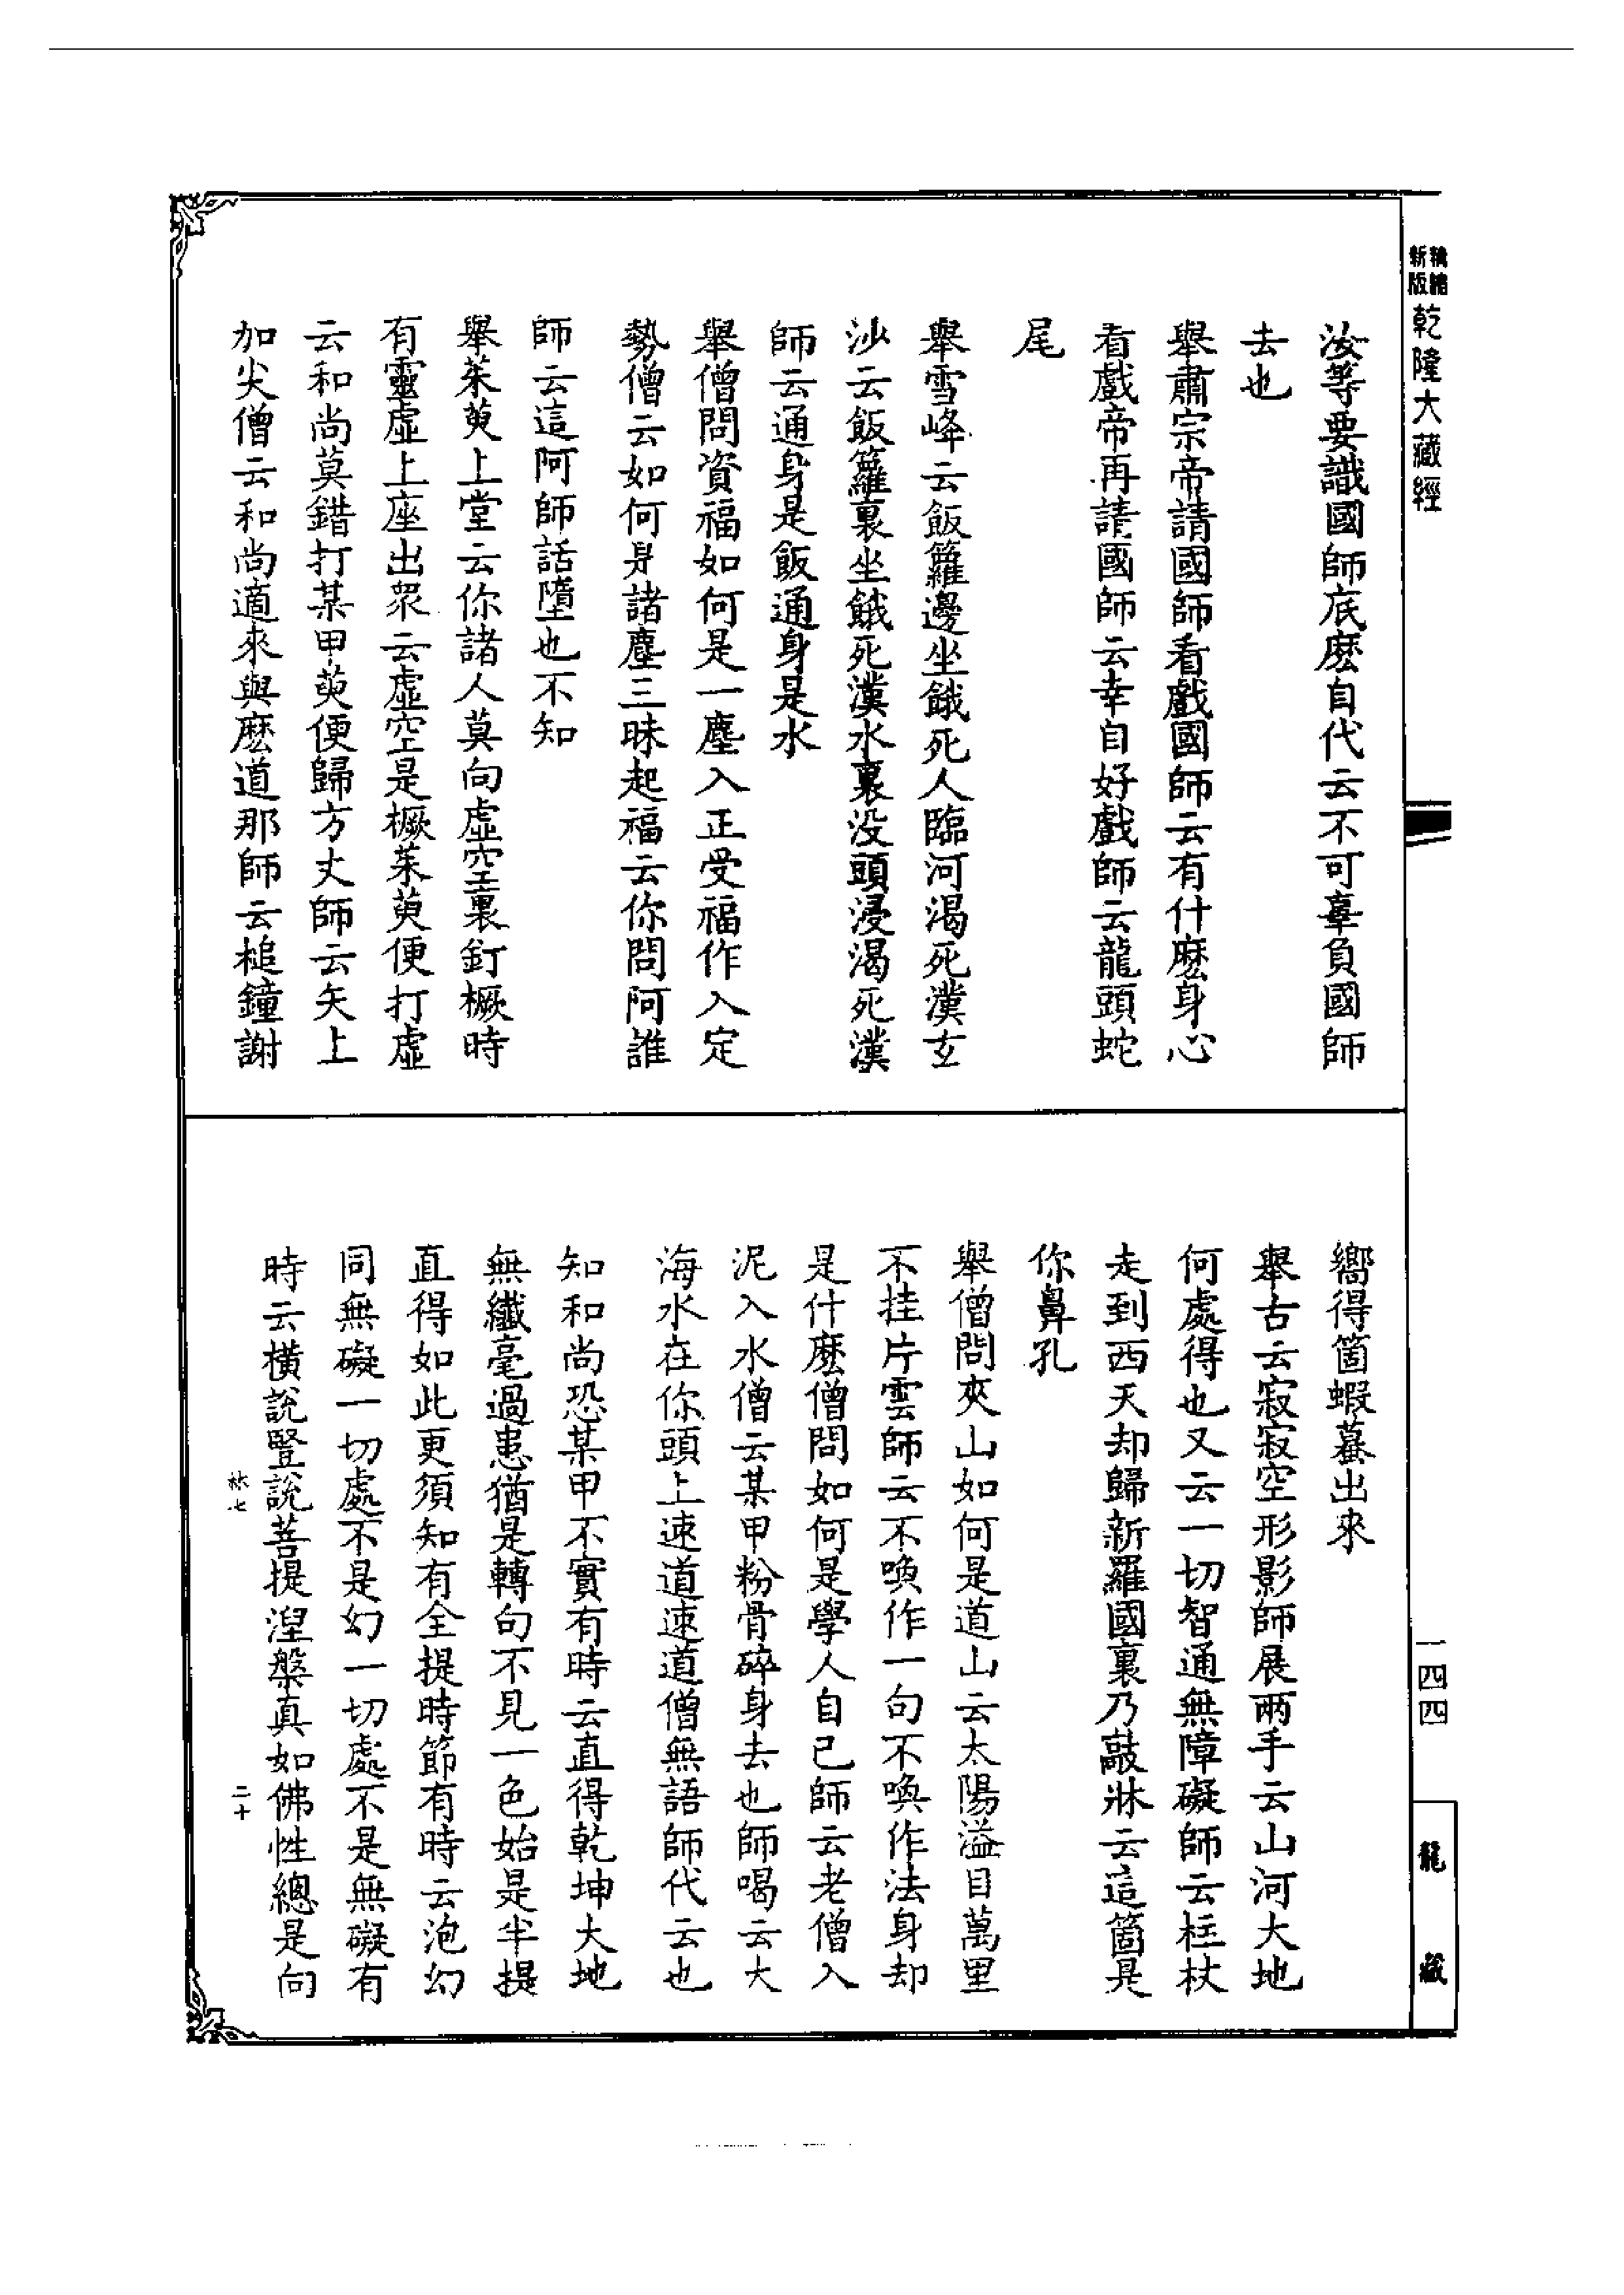 新版
精縮
乾隆大藏經
汝等要識國師底麽自代云不可辜負國師
去也
舉肅宗帝請國師看戲國師云有什麽身心
看戲帝再請國師云幸自好戲師云龍頭蛇
尾
舉雪峰云飯籮邊坐餓死人臨河渴死漢玄
沙云飯籮裏坐餓死漢水裏没頭浸渴死漢
師云通身是飯通身是水
舉僧問資福如何是一塵入正受福作入定
勢僧云如何是諸塵三昧起福云你問阿誰
師云這阿師話墮也不知
舉茱萸上堂云你諸人莫向虛空裏釘橛時
有靈虛上座出衆云虛空是橛茱萸便打虛
云和尚莫錯打某甲萸便歸方丈師云矢上
加尖僧云和尚適來與麽道那師云槌鐘謝
嚮得箇蝦蟇出來
舉古云寂寂空形影師展兩手云山河大地
何處得也又云一切智通無障礙師云柱杖
走到西天却歸新羅國裏乃敲牀云這箇是
你鼻孔
舉僧問夾山如何是道山云太陽溢目萬里
不挂片雲師云不喚作一句不喚作法身却
是什麽僧問如何是學人自己師云老僧入
泥入水僧云某甲粉骨碎身去也師喝云大
海水在你頭上速道速道僧無語師代云也
知和尚恐某甲不實有時云直得乾坤大地
無纖毫過患猶是轉句不見一色始是半提
直得如此更須知有全提時節有時云泡幻
同無礙一切處不是幻一切處不是無礙有
時云橫說豎說菩提涅槃真如佛性總是向
七
二十
一四四
龍藏